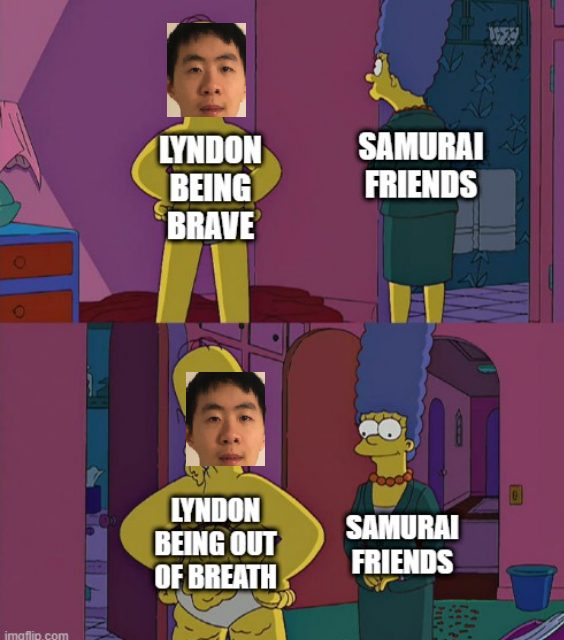 LYNDON
BEING
BRAVE
SAMURAI
FRIENDS
LYNDON
BEING OUT
OF BREATH
SAMURAI
FRIENDS
imgflip.com